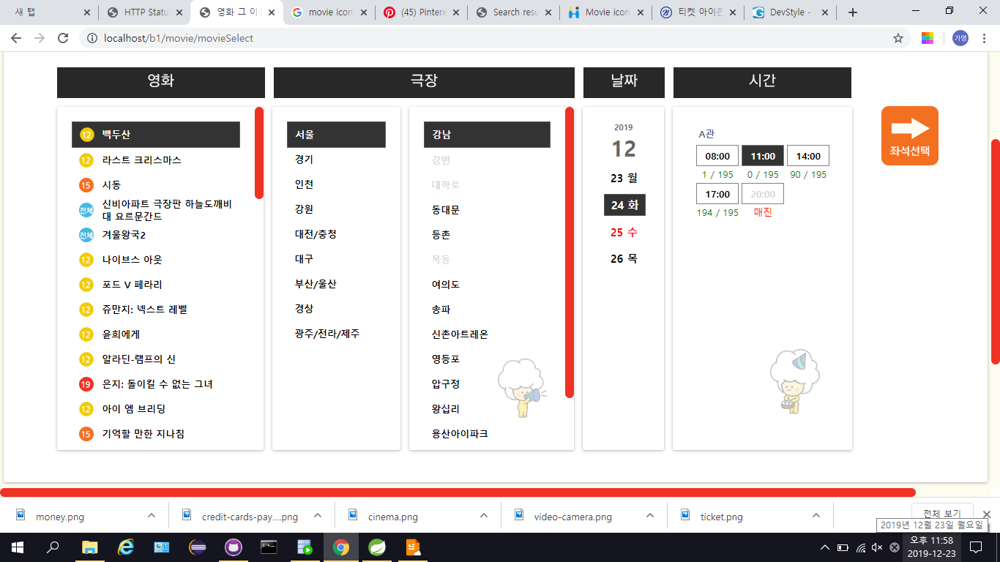 새 탭
HTTP Statu
영화 그 이상
movie icon
(45) Pintere
Search resu
Movie icon
티켓 아이콘
DevStyle -
localhost/b1/movie/movieSelect
가영
영화
극장
날짜
시간
12 백두산
12 라스트 크리스마스
15 시동
전체 신비아파트 극장판 하늘도깨비
대 요르문간드
전체 겨울왕국2
12 나이브스 아웃
12 포드 V 페라리
12 쥬만지: 넥스트 레벨
12 윤희에게
12 알라딘-램프의 신
19 은지: 돌이킬 수 없는 그녀
12 아이 엠 브리딩
15 기억할 만한 지나침
서울
경기
인천
강원
대전/충청
대구
부산/울산
경상
광주/전라/제주
강남
강변
대학로
동대문
등촌
목동
여의도
송파
신촌아트레온
영등포
압구정
왕십리
용산아이파크
2019
12
23 월
24 화
25 수
26 목
A관
08:00 11:00 14:00
1 / 195 0 / 195 90 / 195
17:00 20:00
194 / 195 매진
좌석선택
money.png
credit-cards-pay....png
cinema.png
video-camera.png
ticket.png
전체 보기
2019년 12월 23일 월요일
오후 11:58
2019-12-23